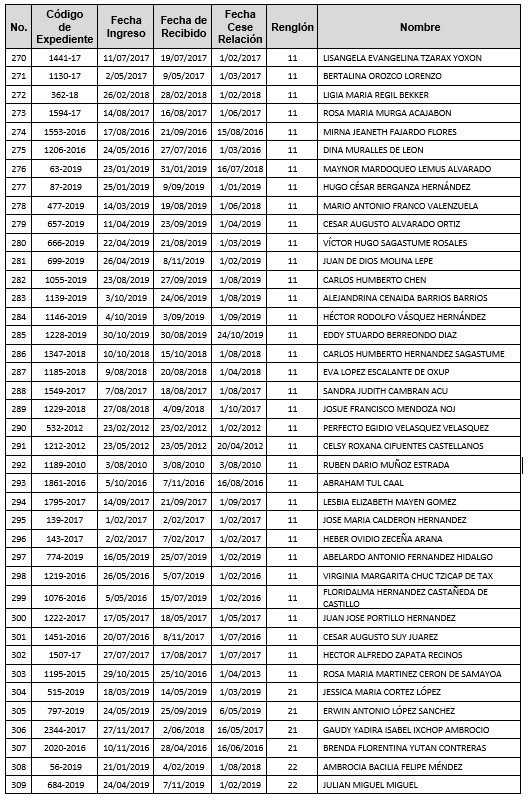 No. Código de Expediente Fecha Ingreso Fecha de Recibido Fecha Cese Relación Renglón Nombre
270 1441-17 11/07/2017 19/07/2017 1/02/2017 11 LISANGELA EVANGELINA TZARAX YOXON
271 1130-17 2/05/2017 9/05/2017 1/03/2017 11 BERTALINA OROZCO LORENZO
272 362-18 26/02/2018 28/02/2018 1/02/2018 11 LIGIA MARIA REGIL BEKKER
273 1594-17 14/08/2017 16/08/2017 1/06/2017 11 ROSA MARIA MURGA ACAJABON
274 1553-2016 17/08/2016 21/09/2016 15/08/2016 11 MIRNA JEANETH FAJARDO FLORES
275 1206-2016 24/05/2016 27/07/2016 1/03/2016 11 DINA MURALLES DE LEON
276 63-2019 23/01/2019 31/01/2019 16/07/2018 11 MAYNOR MARDOQUEO LEMUS ALVARADO
277 87-2019 25/01/2019 9/09/2019 1/01/2019 11 HUGO CÉSAR BERGANZA HERNÁNDEZ
278 477-2019 14/03/2019 19/08/2019 1/06/2018 11 MARIO ANTONIO FRANCO VALENZUELA
279 657-2019 11/04/2019 23/09/2019 1/04/2019 11 CESAR AUGUSTO ALVARADO ORTIZ
280 666-2019 22/04/2019 21/08/2019 1/03/2019 11 VÍCTOR HUGO SAGASTUME ROSALES
281 699-2019 26/04/2019 8/11/2019 1/02/2019 11 JUAN DE DIOS MOLINA LEPE
282 1055-2019 23/08/2019 27/09/2019 1/08/2019 11 CARLOS HUMBERTO CHEN
283 1139-2019 3/10/2019 24/06/2019 1/08/2019 11 ALEJANDRINA CENAIDA BARRIOS BARRIOS
284 1146-2019 4/10/2019 3/09/2019 1/09/2019 11 HÉCTOR RODOLFO VÁSQUEZ HERNÁNDEZ
285 1228-2019 30/10/2019 30/08/2019 24/10/2019 11 EDDY STUARDO BERREONDO DIAZ
286 1347-2018 10/10/2018 15/10/2018 1/08/2018 11 CARLOS HUMBERTO HERNANDEZ SAGASTUME
287 1185-2018 9/08/2018 20/08/2018 1/04/2018 11 EVA LOPEZ ESCALANTE DE OXUP
288 1549-2017 7/08/2017 18/08/2017 1/08/2017 11 SANDRA JUDITH CAMBRAN ACU
289 1229-2018 27/08/2018 4/09/2018 1/10/2017 11 JOSUE FRANCISCO MENDOZA NOJ
290 532-2012 23/02/2012 23/02/2012 1/02/2012 11 PERFECTO EGIDIO VELASQUEZ VELASQUEZ
291 1212-2012 23/05/2012 23/05/2012 20/04/2012 11 CELSY ROXANA CIFUENTES CASTELLANOS
292 1189-2010 3/08/2010 3/08/2010 3/08/2010 11 RUBEN DARIO MUÑOZ ESTRADA
293 1861-2016 5/10/2016 7/11/2016 16/08/2016 11 ABRAHAM TUL CAAL
294 1795-2017 14/09/2017 21/09/2017 1/09/2017 11 LESBIA ELIZABETH MAYEN GOMEZ
295 139-2017 1/02/2017 2/02/2017 1/02/2017 11 JOSE MARIA CALDERON HERNANDEZ
296 143-2017 2/02/2017 7/02/2017 1/02/2017 11 HEBER OVIDIO ZECEÑA ARANA
297 774-2019 16/05/2019 25/07/2019 1/02/2019 11 ABELARDO ANTONIO FERNANDEZ HIDALGO
298 1219-2016 26/05/2016 5/07/2019 1/02/2016 11 VIRGINIA MARGARITA CHUC TZICAP DE TAX
299 1076-2016 5/05/2016 15/07/2019 1/02/2016 11 FLORIDALMA HERNANDEZ CASTAÑEDA DE CASTILLO
300 1222-2017 17/05/2017 18/05/2017 1/05/2017 11 JUAN JOSE PORTILLO HERNANDEZ
301 1451-2016 20/07/2016 8/11/2017 1/07/2016 11 CESAR AUGUSTO SUY JUAREZ
302 1507-17 27/07/2017 17/08/2017 1/07/2017 11 HECTOR ALFREDO ZAPATA RECINOS
303 1195-2015 29/10/2015 25/10/2016 1/04/2013 11 ROSA MARIA MARTINEZ CERON DE SAMAYOA
304 515-2019 18/03/2019 14/05/2019 1/03/2019 21 JESSICA MARIA CORTEZ LÓPEZ
305 797-2019 24/05/2019 25/09/2019 6/05/2019 21 ERWIN ANTONIO LÓPEZ SANCHEZ
306 2344-2017 27/11/2017 2/06/2018 16/05/2017 21 GAUDY YADIRA ISABEL IXCHOP AMBROCIO
307 2020-2016 10/11/2016 28/04/2016 16/06/2016 21 BRENDA FLORENTINA YUTAN CONTRERAS
308 56-2019 21/01/2019 4/02/2019 1/08/2018 22 AMBROCIA BACILIA FELIPE MÉNDEZ
309 684-2019 24/04/2019 7/11/2019 1/02/2019 22 JULIAN MIGUEL MIGUEL